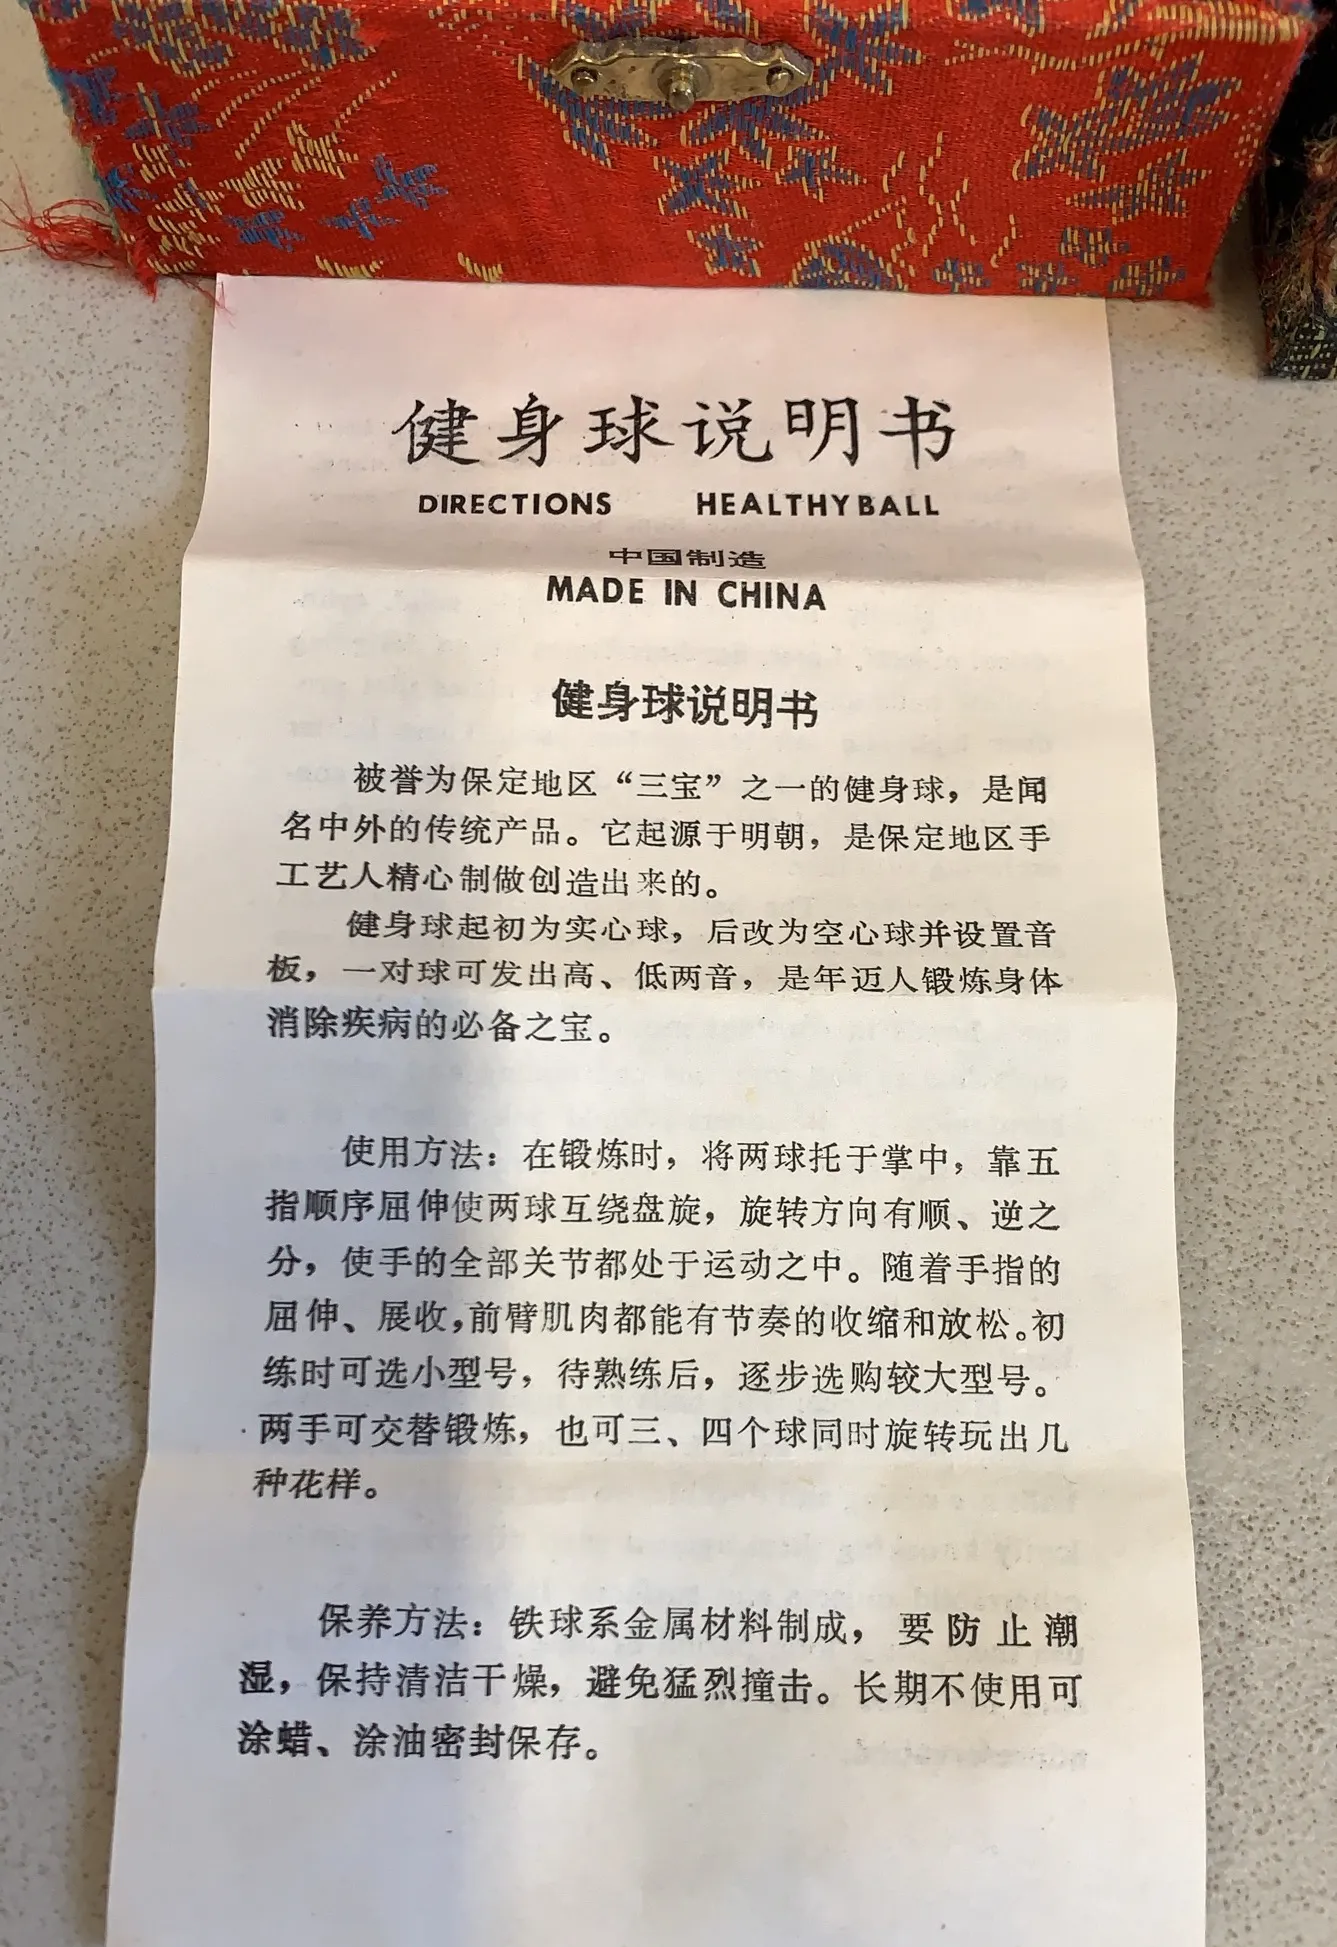 健身球说明书
DIRECTIONS HEALTHYBALL
中国制造
MADE IN CHINA
健身球说明书
被誉为保定地区“三宝”之一的健身球，是闻
名中外的传统产品。它起源于明朝，是保定地区手
工艺人精心制做创造出来的。
健身球起初为实心球，后改为空心球并设置音
板，一对球可发出高、低两音，是年迈人锻炼身体
消除疾病的必备之宝。
使用方法：在锻炼时，将两球托于掌中，靠五
指顺序屈伸使两球互绕盘旋，旋转方向有顺、逆之
分，使手的全部关节都处于运动之中。随着手指的
屈伸、展收，前臂肌肉都能有节奏的收缩和放松。初
练时可选小型号，待熟练后，逐步选购较大型号。
两手可交替锻炼，也可三、四个球同时旋转玩出几
种花样。
保养方法：铁球系金属材料制成，要防止潮
湿，保持清洁干燥，避免猛烈撞击。长期不使用可
涂蜡、涂油密封保存。